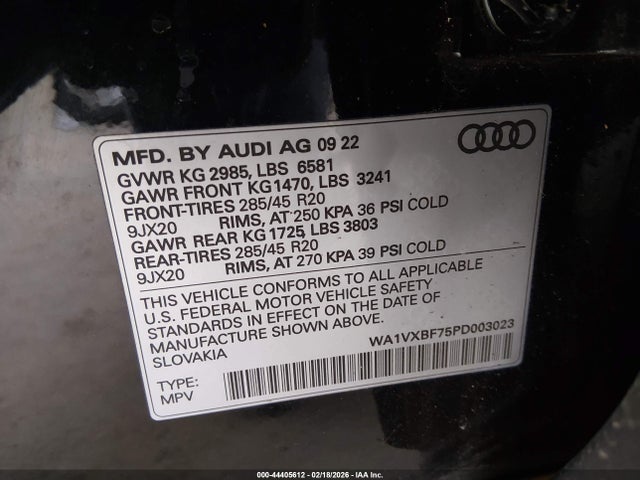 MFD. BY AUDI AG 09 22
GVWR KG 2985, LBS 6581
GAWR FRONT KG1470, LBS 3241
FRONT-TIRES 285/45 R20
9JX20 RIMS, AT 250 KPA 36 PSI COLD
GAWR REAR KG 1725, LBS 3803
REAR-TIRES 285/45 R20
9JX20 RIMS, AT 270 KPA 39 PSI COLD
THIS VEHICLE CONFORMS TO ALL APPLICABLE
U.S. FEDERAL MOTOR VEHICLE SAFETY
STANDARDS IN EFFECT ON THE DATE OF
MANUFACTURE SHOWN ABOVE.
SLOVAKIA
WA1VXBF75PD003023
TYPE:
MPV
000-44405612 - 02/18/2026 - IAA Inc.